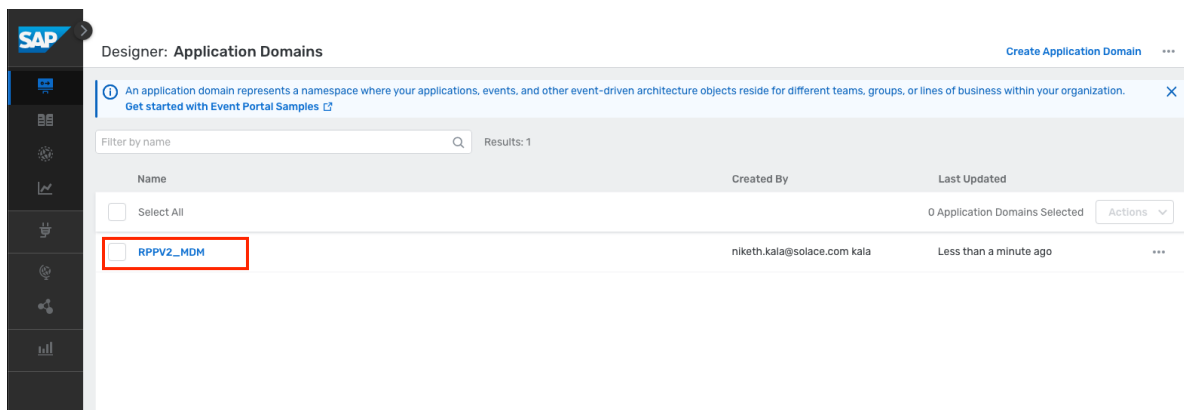 SAP
Designer: Application Domains
Create Application Domain
An application domain represents a namespace where your applications, events, and other event-driven architecture objects reside for different teams, groups, or lines of business within your organization.
Get started with Event Portal Samples
Filter by name
Results: 1
Name Created By Last Updated
Select All 0 Application Domains Selected Actions
RPPV2_MDM niketh.kala@solace.com kala Less than a minute ago